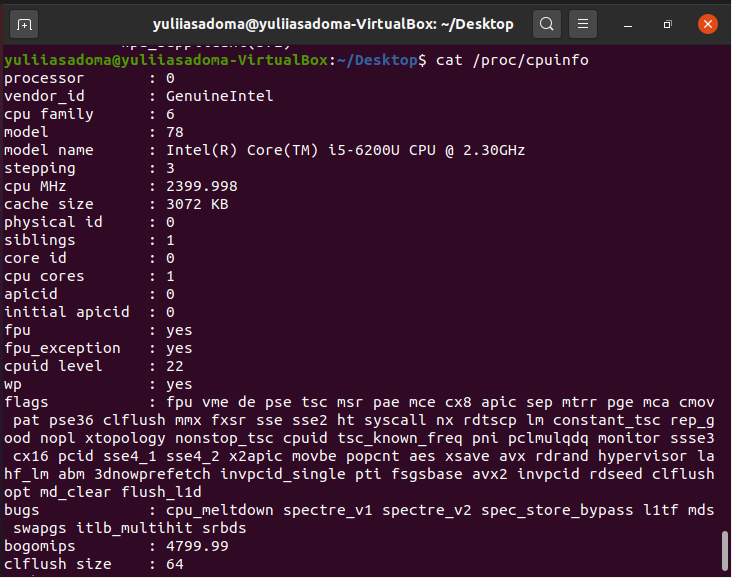 yuliiasadoma@yuliiasadoma-VirtualBox: ~/Desktop
yuliiasadoma@yuliiasadoma-VirtualBox:~/Desktop$ cat /proc/cpuinfo
processor : 0
vendor_id : GenuineIntel
cpu family : 6
model : 78
model name : Intel(R) Core(TM) i5-6200U CPU @ 2.30GHz
stepping : 3
cpu MHz : 2399.998
cache size : 3072 KB
physical id : 0
siblings : 1
core id : 0
cpu cores : 1
apicid : 0
initial apicid : 0
fpu : yes
fpu_exception : yes
cpuid level : 22
wp : yes
flags : fpu vme de pse tsc msr pae mce cx8 apic sep mtrr pge mca cmov
pat pse36 clflush mmx fxsr sse sse2 ht syscall nx rdtscp lm constant_tsc rep_g
ood nopl xtopology nonstop_tsc cpuid tsc_known_freq pni pclmulqdq monitor ssse3
cx16 pcid sse4_1 sse4_2 x2apic movbe popcnt aes xsave avx rdrand hypervisor la
hf_lm abm 3dnowprefetch invpcid_single pti fsgsbase avx2 invpcid rdseed clflush
opt md_clear flush_l1d
bugs : cpu_meltdown spectre_v1 spectre_v2 spec_store_bypass l1tf mds
swapgs itlb_multihit srbds
bogomips : 4799.99
clflush size : 64